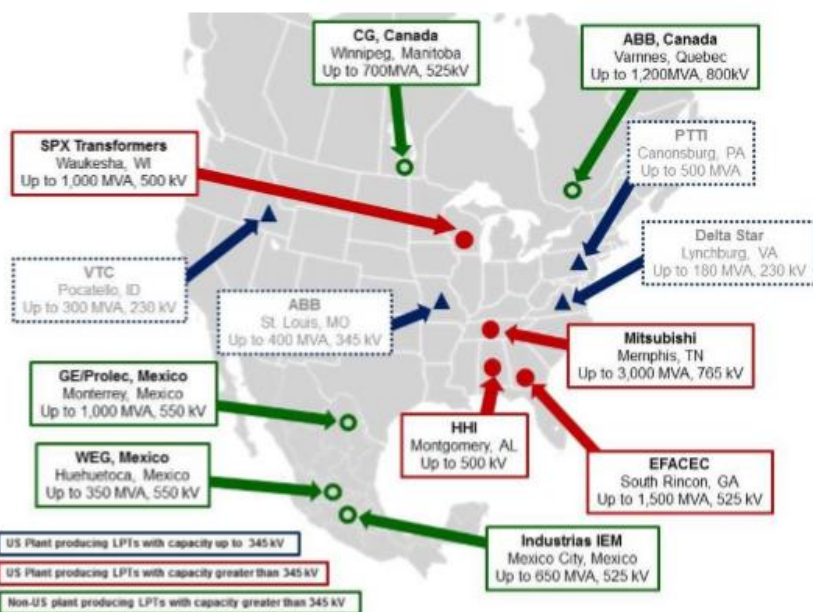 CG, Canada
Winnipeg, Manitoba
Up to 700MVA, 525kV
ABB, Canada
Varnnes, Quebec
Up to 1,200MVA, 800kV
PTTI
Canonsburg, PA
Up to 500 MVA
SPX Transformers
Waukesha, WI
Up to 1,000 MVA, 500 kV
Delta Star
Lynchburg, VA
Up to 180 MVA, 230 kV
VTC
Pocatello, ID
Up to 300 MVA, 230 kV
ABB
St. Louis, MO
Up to 400 MVA, 345 kV
Mitsubishi
Memphis, TN
Up to 3,000 MVA, 765 kV
GE/Prolec, Mexico
Monterrey, Mexico
Up to 1,000 MVA, 550 kV
HHI
Montgomery, AL
Up to 500 kV
WEG, Mexico
Huehuetoca, Mexico
Up to 350 MVA, 550 kV
EFACEC
South Rincon, GA
Up to 1,500 MVA, 525 kV
Industrias IEM
Mexico City, Mexico
Up to 650 MVA, 525 kV
US Plant producing LPTs with capacity up to 345 kV
US Plant producing LPTs with capacity greater than 345 kV
Non-US plant producing LPTs with capacity greater than 345 kV